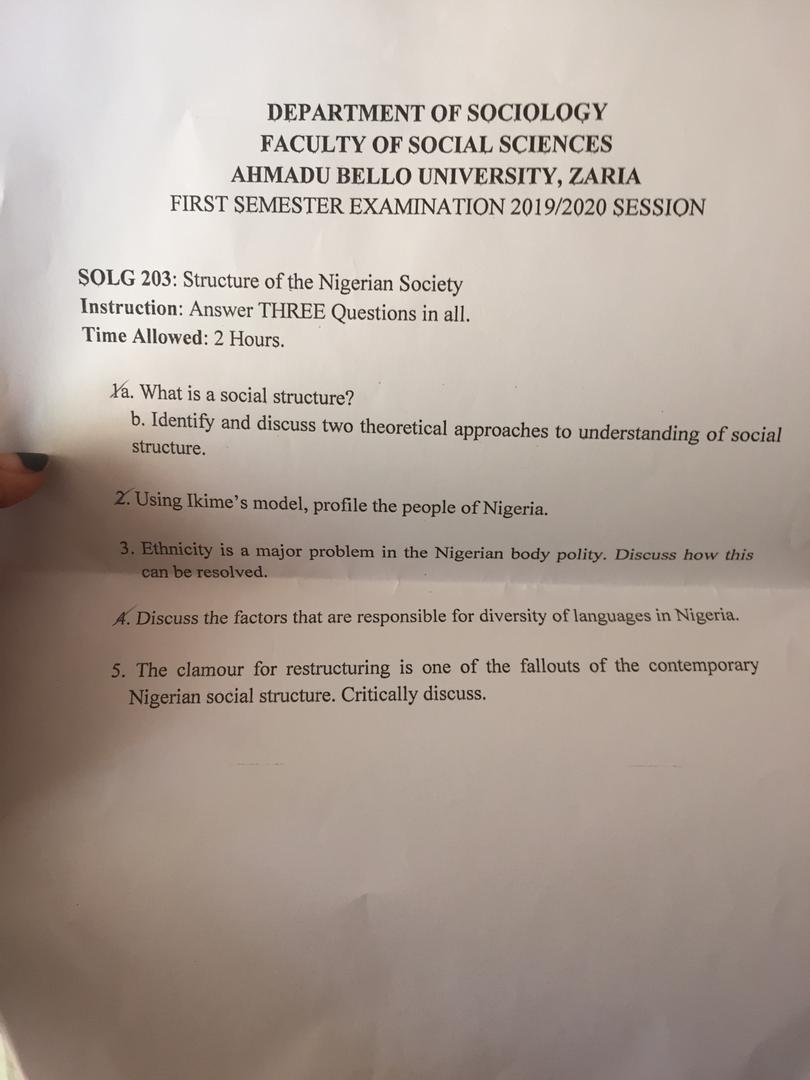 DEPARTMENT OF SOCIOLOGY
FACULTY OF SOCIAL SCIENCES
AHMADU BELLO UNIVERSITY, ZARIA
FIRST SEMESTER EXAMINATION 2019/2020 SESSION
SOLG 203: Structure of the Nigerian Society
Instruction: Answer THREE Questions in all.
Time Allowed: 2 Hours.
1a. What is a social structure?
b. Identify and discuss two theoretical approaches to understanding of social
structure.
2. Using Ikime's model, profile the people of Nigeria.
3. Ethnicity is a major problem in the Nigerian body polity. Discuss how this
can be resolved.
4. Discuss the factors that are responsible for diversity of languages in Nigeria.
5. The clamour for restructuring is one of the fallouts of the contemporary
Nigerian social structure. Critically discuss.